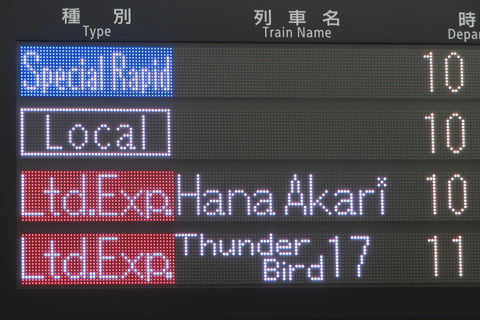 種別 列車名 時
Type Train Name Depar
Special Rapid 10
Local 10
Ltd.Exp. Hana Akari 10
Ltd.Exp. Thunder Bird 17 11